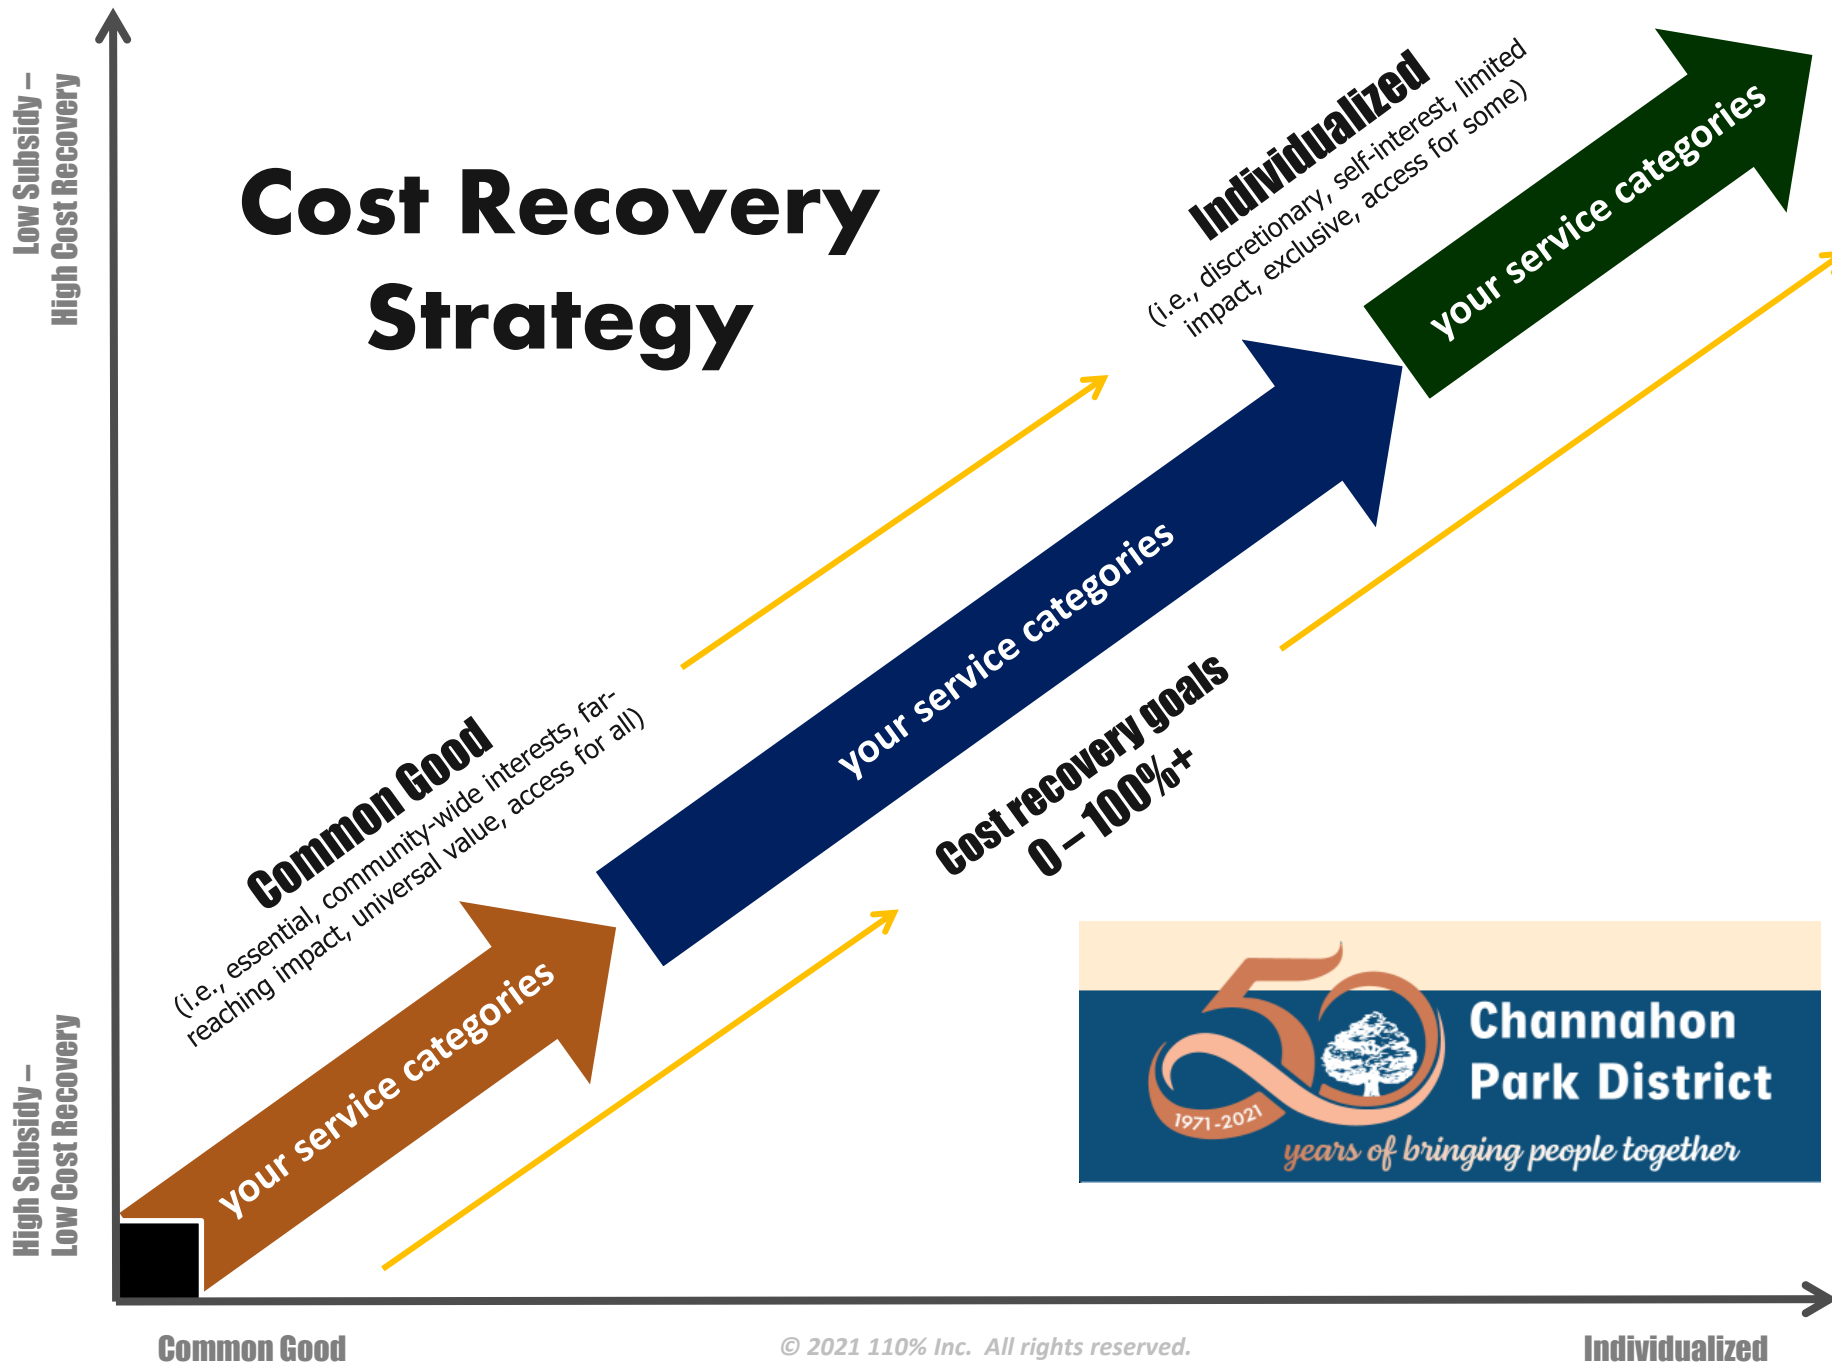 Low Subsidy –
High Cost Recovery
Cost Recovery
Strategy
Individualized
(i.e., discretionary, self-interest, limited
impact, exclusive, access for some)
your service categories
your service categories
Common Good
(i.e., essential, community-wide interests, far-
reaching impact, universal value, access for all)
Cost recovery goals
0 – 100%+
your service categories
High Subsidy –
Low Cost Recovery
50
1971-2021
Channahon
Park District
years of bringing people together
Common Good
© 2021 110% Inc. All rights reserved.
Individualized